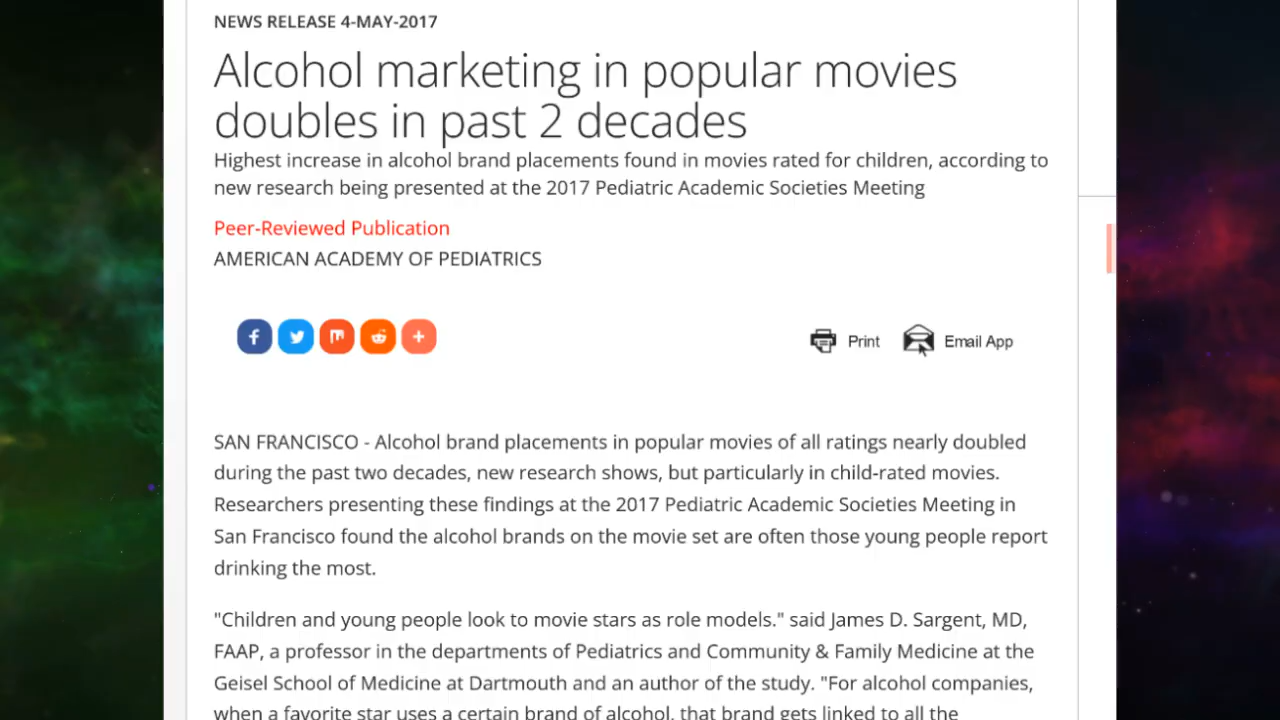 NEWS RELEASE 4-MAY-2017
Alcohol marketing in popular movies
doubles in past 2 decades
Highest increase in alcohol brand placements found in movies rated for children, according to
new research being presented at the 2017 Pediatric Academic Societies Meeting
Peer-Reviewed Publication
AMERICAN ACADEMY OF PEDIATRICS
Print Email App
SAN FRANCISCO - Alcohol brand placements in popular movies of all ratings nearly doubled
during the past two decades, new research shows, but particularly in child-rated movies.
Researchers presenting these findings at the 2017 Pediatric Academic Societies Meeting in
San Francisco found the alcohol brands on the movie set are often those young people report
drinking the most.
"Children and young people look to movie stars as role models." said James D. Sargent, MD,
FAAP, a professor in the departments of Pediatrics and Community & Family Medicine at the
Geisel School of Medicine at Dartmouth and an author of the study. "For alcohol companies,
when a favorite star uses a certain brand of alcohol, that brand gets linked to all the